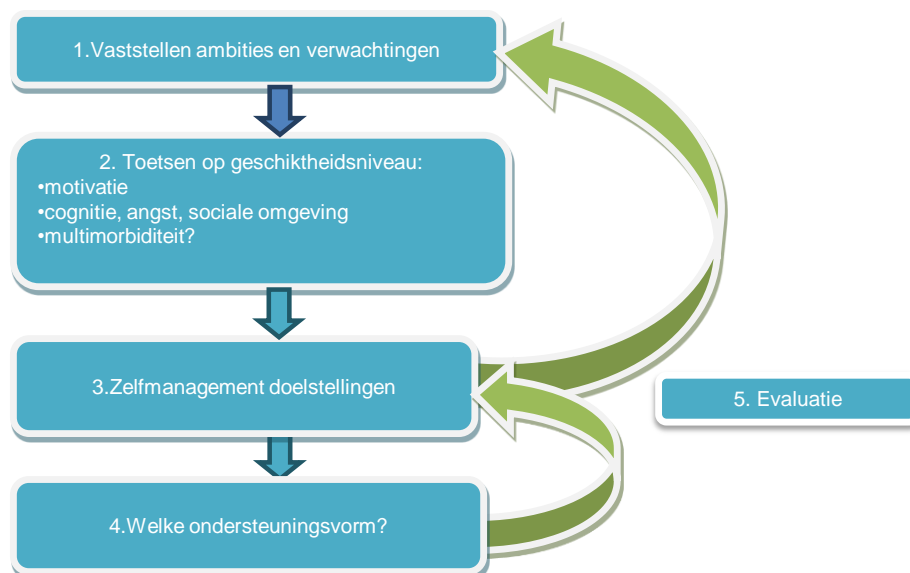 1.Vaststellen ambities en verwachtingen
2. Toetsen op geschiktheidsniveau:
•motivatie
•cognitie, angst, sociale omgeving
•multimorbiditeit?
3.Zelfmanagement doelstellingen
5. Evaluatie
4.Welke ondersteuningsvorm?